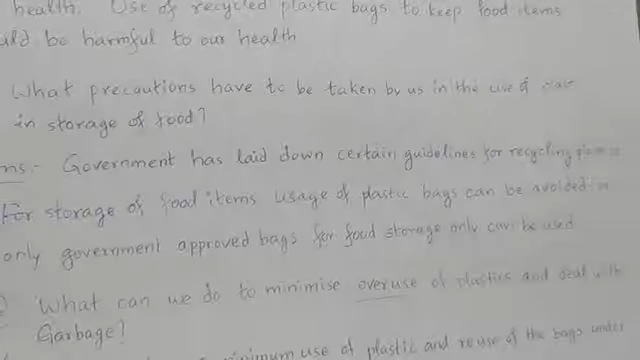 health. Use of recycled plastic bags to keep food items
be harmful to our health
What precautions have to be taken by us in the use of
in storage of food?
ns:- Government has laid down certain guidelines for recycling
For storage of food items usage of plastic bags can be avoided
only government approved bags for food storage only can be used
What can we do to minimise overuse of plastics and deal with
Garbage?
minimum use of plastic and reuse of the bags under